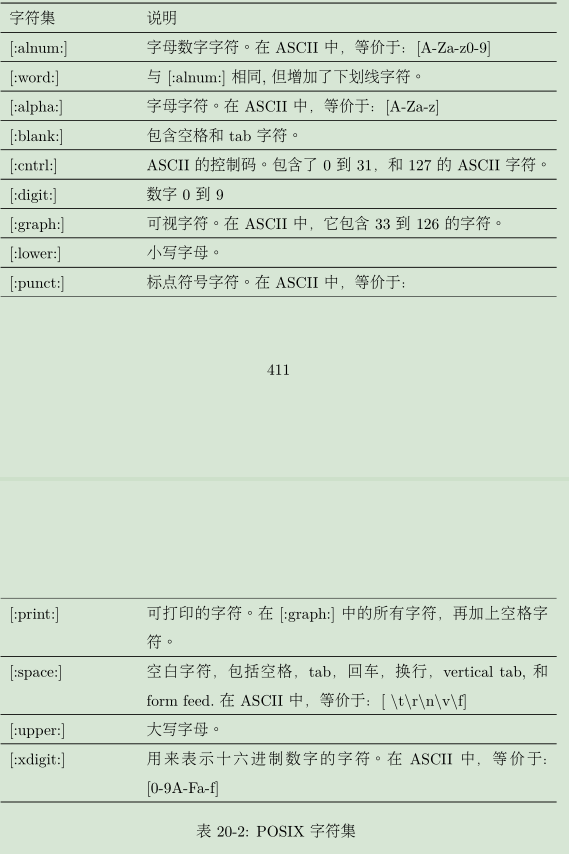 字符集 说明
[:alnum:] 字母数字字符。在 ASCII 中，等价于：[A-Za-z0-9]
[:word:] 与 [:alnum:] 相同, 但增加了下划线字符。
[:alpha:] 字母字符。在 ASCII 中，等价于：[A-Za-z]
[:blank:] 包含空格和 tab 字符。
[:cntrl:] ASCII 的控制码。包含了 0 到 31，和 127 的 ASCII 字符。
[:digit:] 数字 0 到 9
[:graph:] 可视字符。在 ASCII 中，它包含 33 到 126 的字符。
[:lower:] 小写字母。
[:punct:] 标点符号字符。在 ASCII 中，等价于：
411
[:print:] 可打印的字符。在 [:graph:] 中的所有字符，再加上空格字
符。
[:space:] 空白字符，包括空格，tab，回车，换行，vertical tab, 和
form feed. 在 ASCII 中，等价于：[ \t\r\n\v\f]
[:upper:] 大写字母。
[:xdigit:] 用来表示十六进制数字的字符。在 ASCII 中，等价于：
[0-9A-Fa-f]
表 20-2: POSIX 字符集